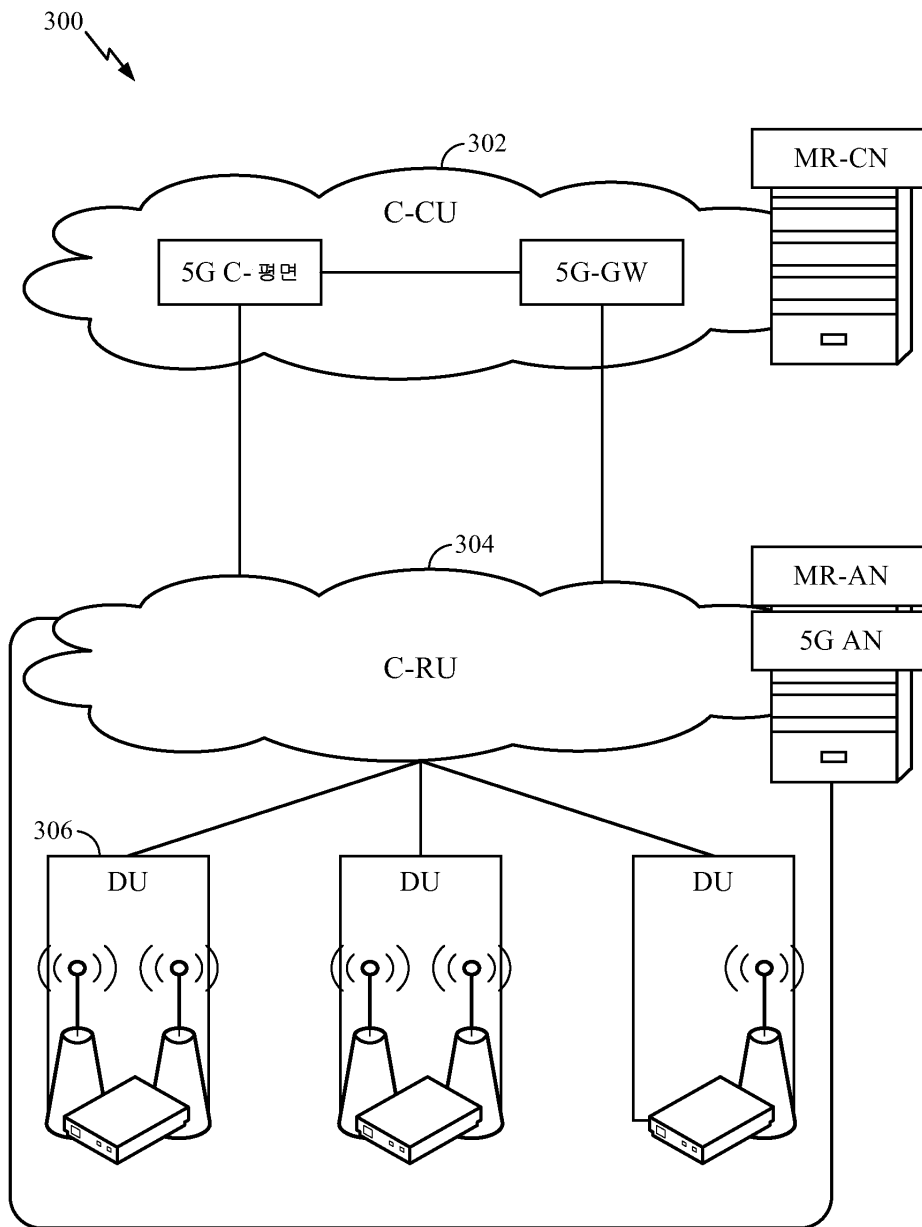 300
302
MR-CN
C-CU
5G C- 평면
5G-GW
304
MR-AN
5G AN
C-RU
306
DU
DU
DU